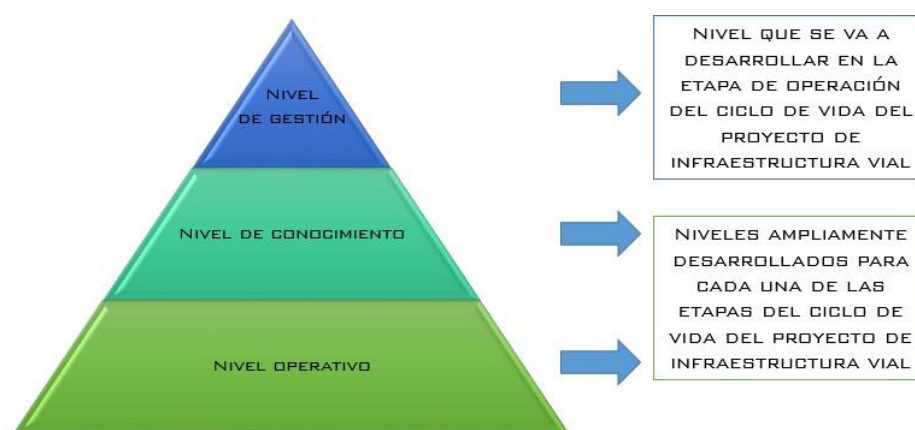 NIVEL
DE GESTIÓN
NIVEL DE CONOCIMIENTO
NIVEL OPERATIVO
NIVEL QUE SE VA A
DESARROLLAR EN LA
ETAPA DE OPERACIÓN
DEL CICLO DE VIDA DEL
PROYECTO DE
INFRAESTRUCTURA VIAL
NIVELES AMPLIAMENTE
DESARROLLADOS PARA
CADA UNA DE LAS
ETAPAS DEL CICLO DE
VIDA DEL PROYECTO DE
INFRAESTRUCTURA VIAL